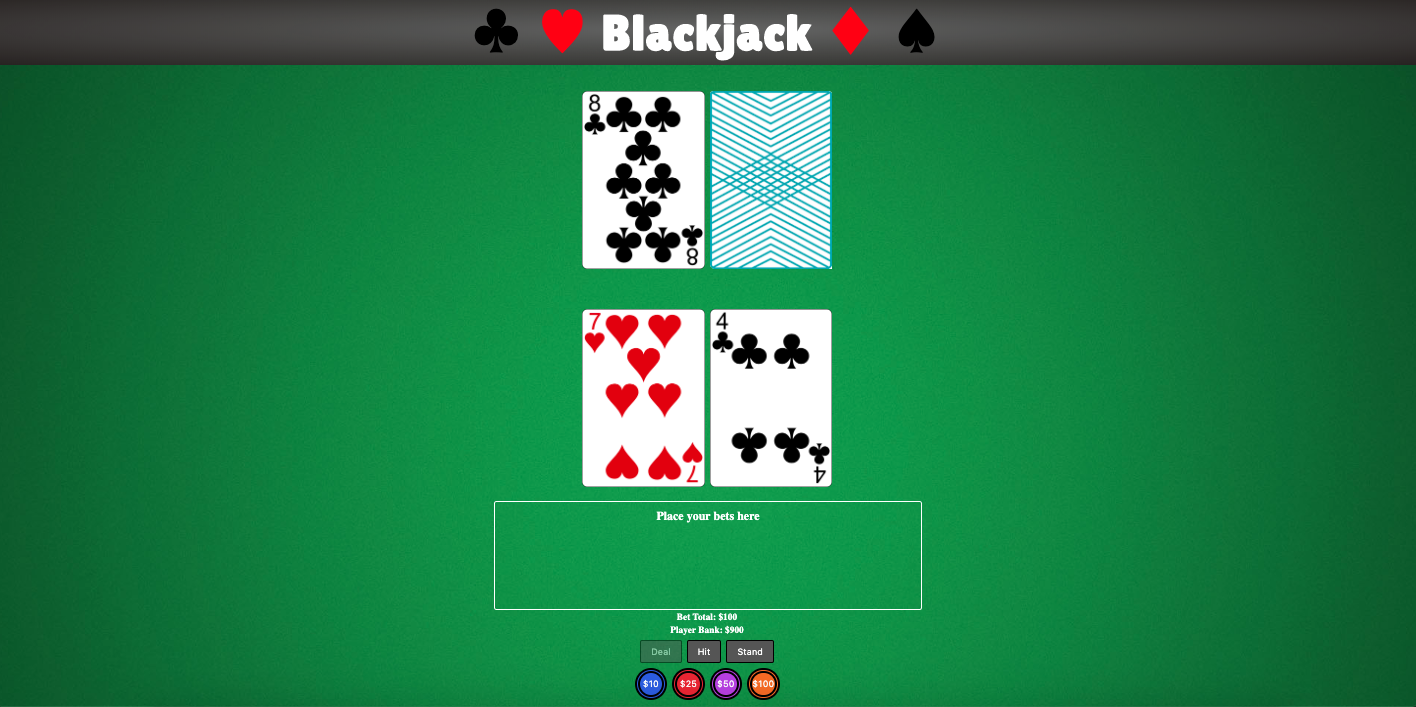 Blackjack
8
8
7
4
7
4
Place your bets here
Bet Total: $100
Player Bank: $900
Deal Hit Stand
$10 $25 $50 $100